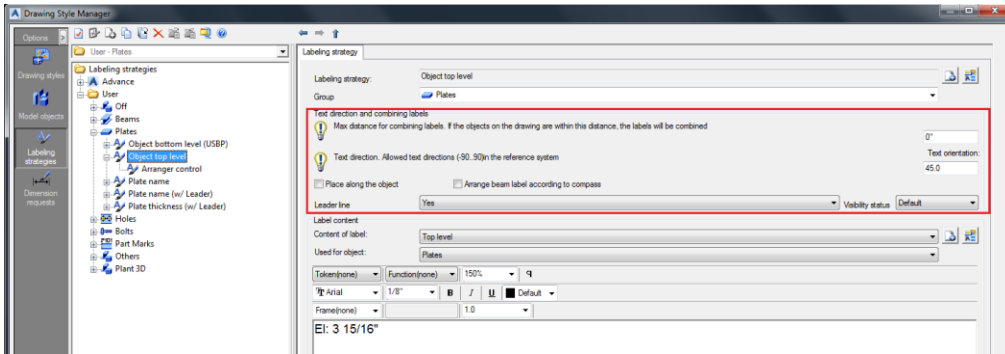 Drawing Style Manager
Options
User - Plates
Labeling strategy
Drawing styles
Model objects
Labeling strategies
Dimension requests
Labeling strategies
Advance
User
Off
Beams
Plates
Object bottom level (USBP)
Object top level
Arranger control
Plate name
Plate name (w/ Leader)
Plate thickness (w/ Leader)
Holes
Bolts
Part Marks
Others
Plant 3D
Labeling strategy: Object top level
Group Plates
Text direction and combining labels
Max distance for combining labels. If the objects on the drawing are within this distance, the labels will be combined
0"
Text direction. Allowed text directions (-90..90)in the reference system
Text orientation:
45.0
Place along the object Arrange beam label according to compass
Leader line Yes Visibility status Default
Label content
Content of label: Top level
Used for object: Plates
Token(none) Function(none) 150% ¶
Arial 1/8" B I U Default
Frame(none) 1.0
El: 3 15/16"